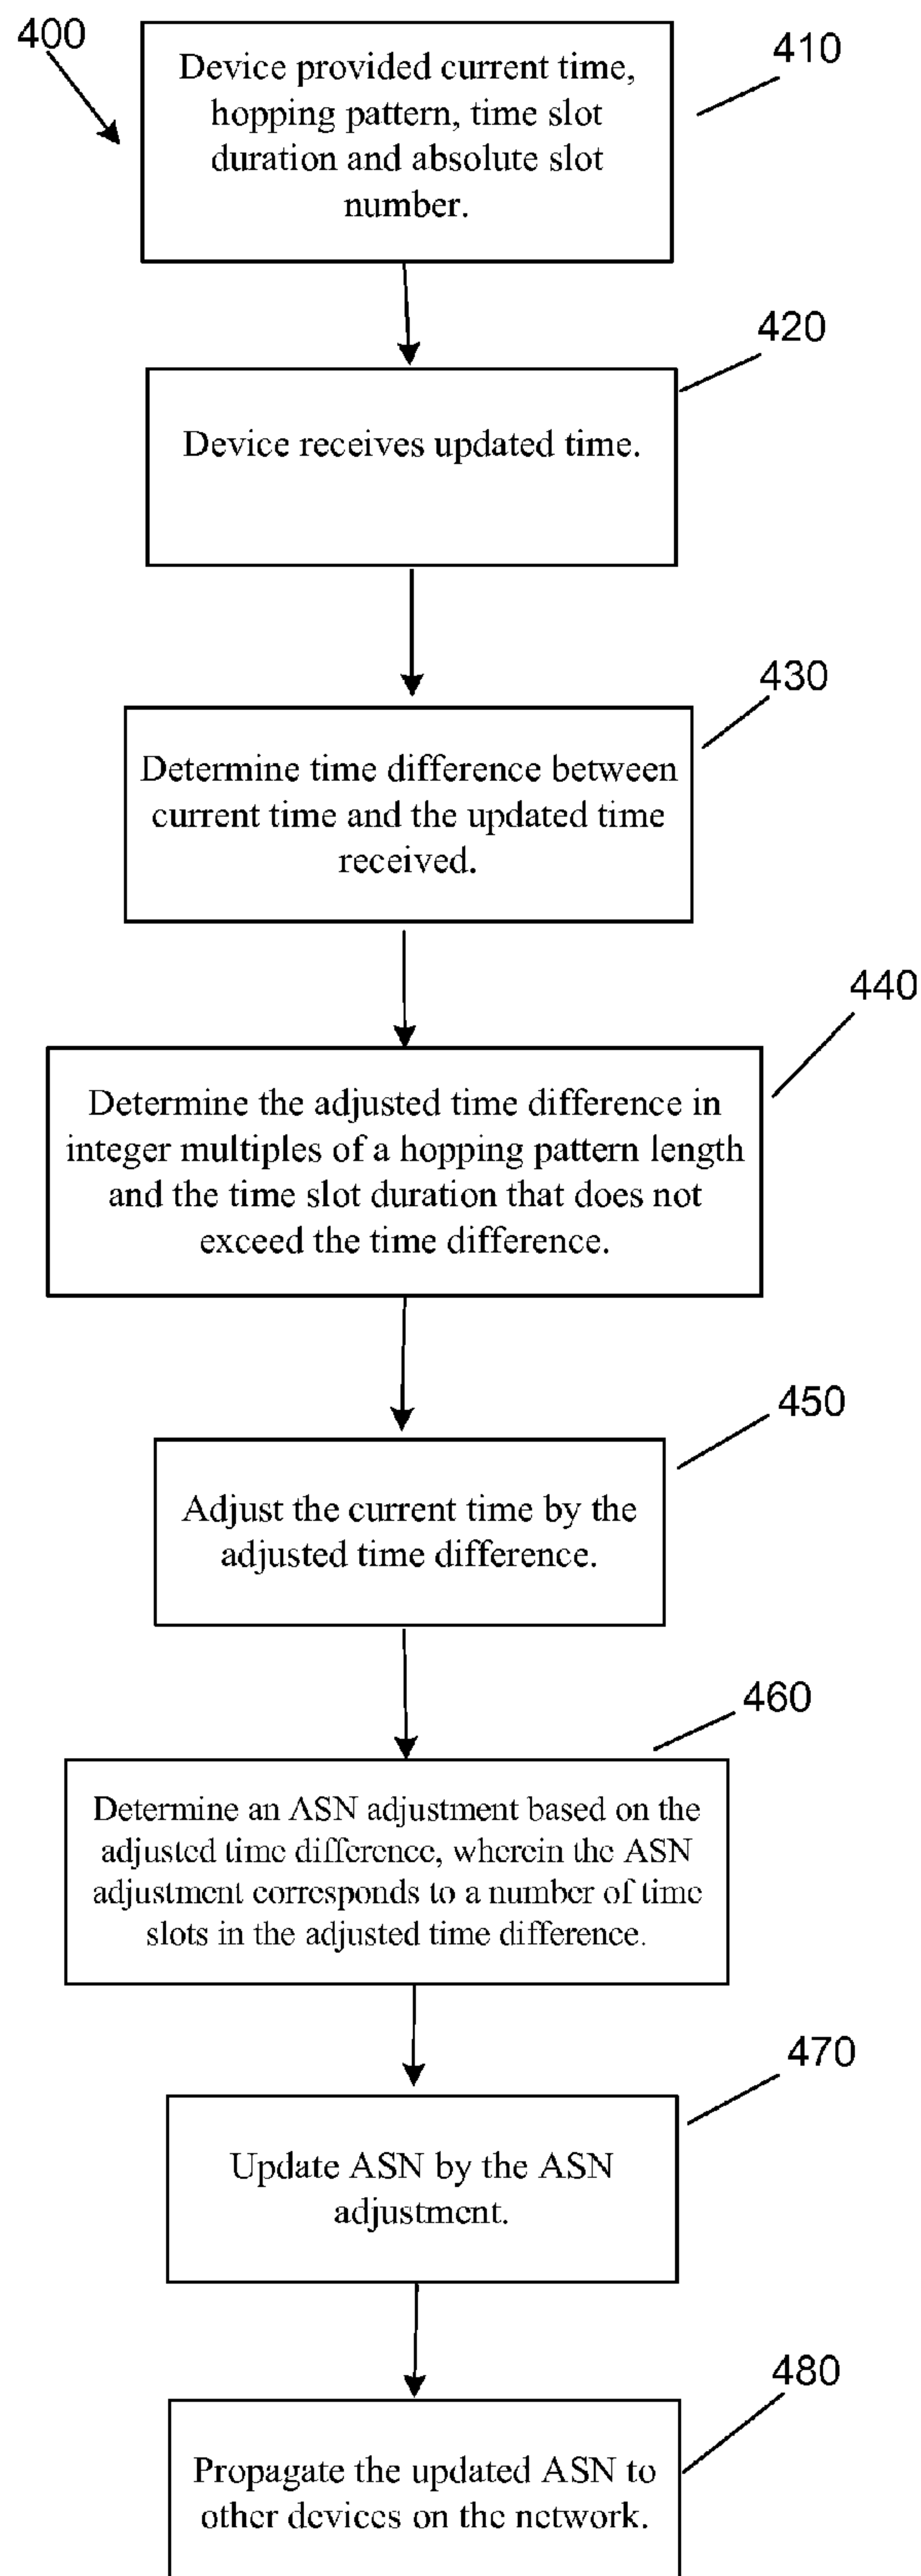 400
410
Device provided current time,
hopping pattern, time slot
duration and absolute slot
number.
420
Device receives updated time.
430
Determine time difference between
current time and the updated time
received.
440
Determine the adjusted time difference in
integer multiples of a hopping pattern length
and the time slot duration that does not
exceed the time difference.
450
Adjust the current time by the
adjusted time difference.
460
Determine an ASN adjustment based on the
adjusted time difference, wherein the ASN
adjustment corresponds to a number of time
slots in the adjusted time difference.
470
Update ASN by the ASN
adjustment.
480
Propagate the updated ASN to
other devices on the network.